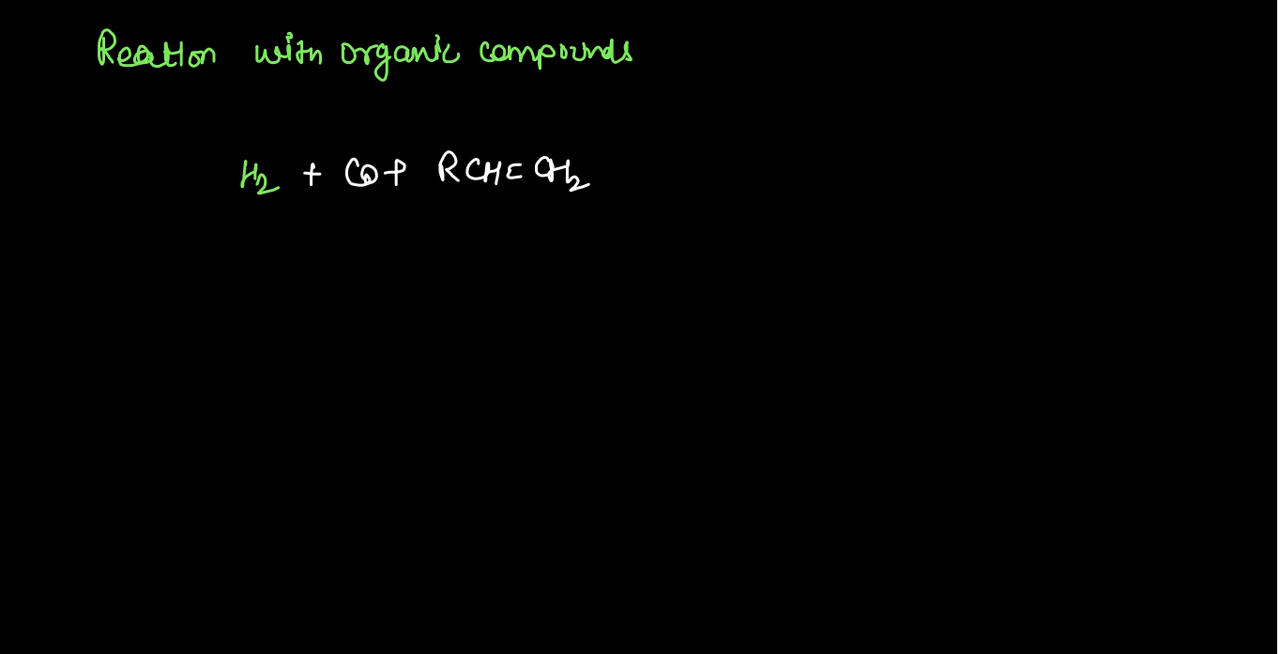 Reaction with organic compounds
H2 + CO + RCH=CH2